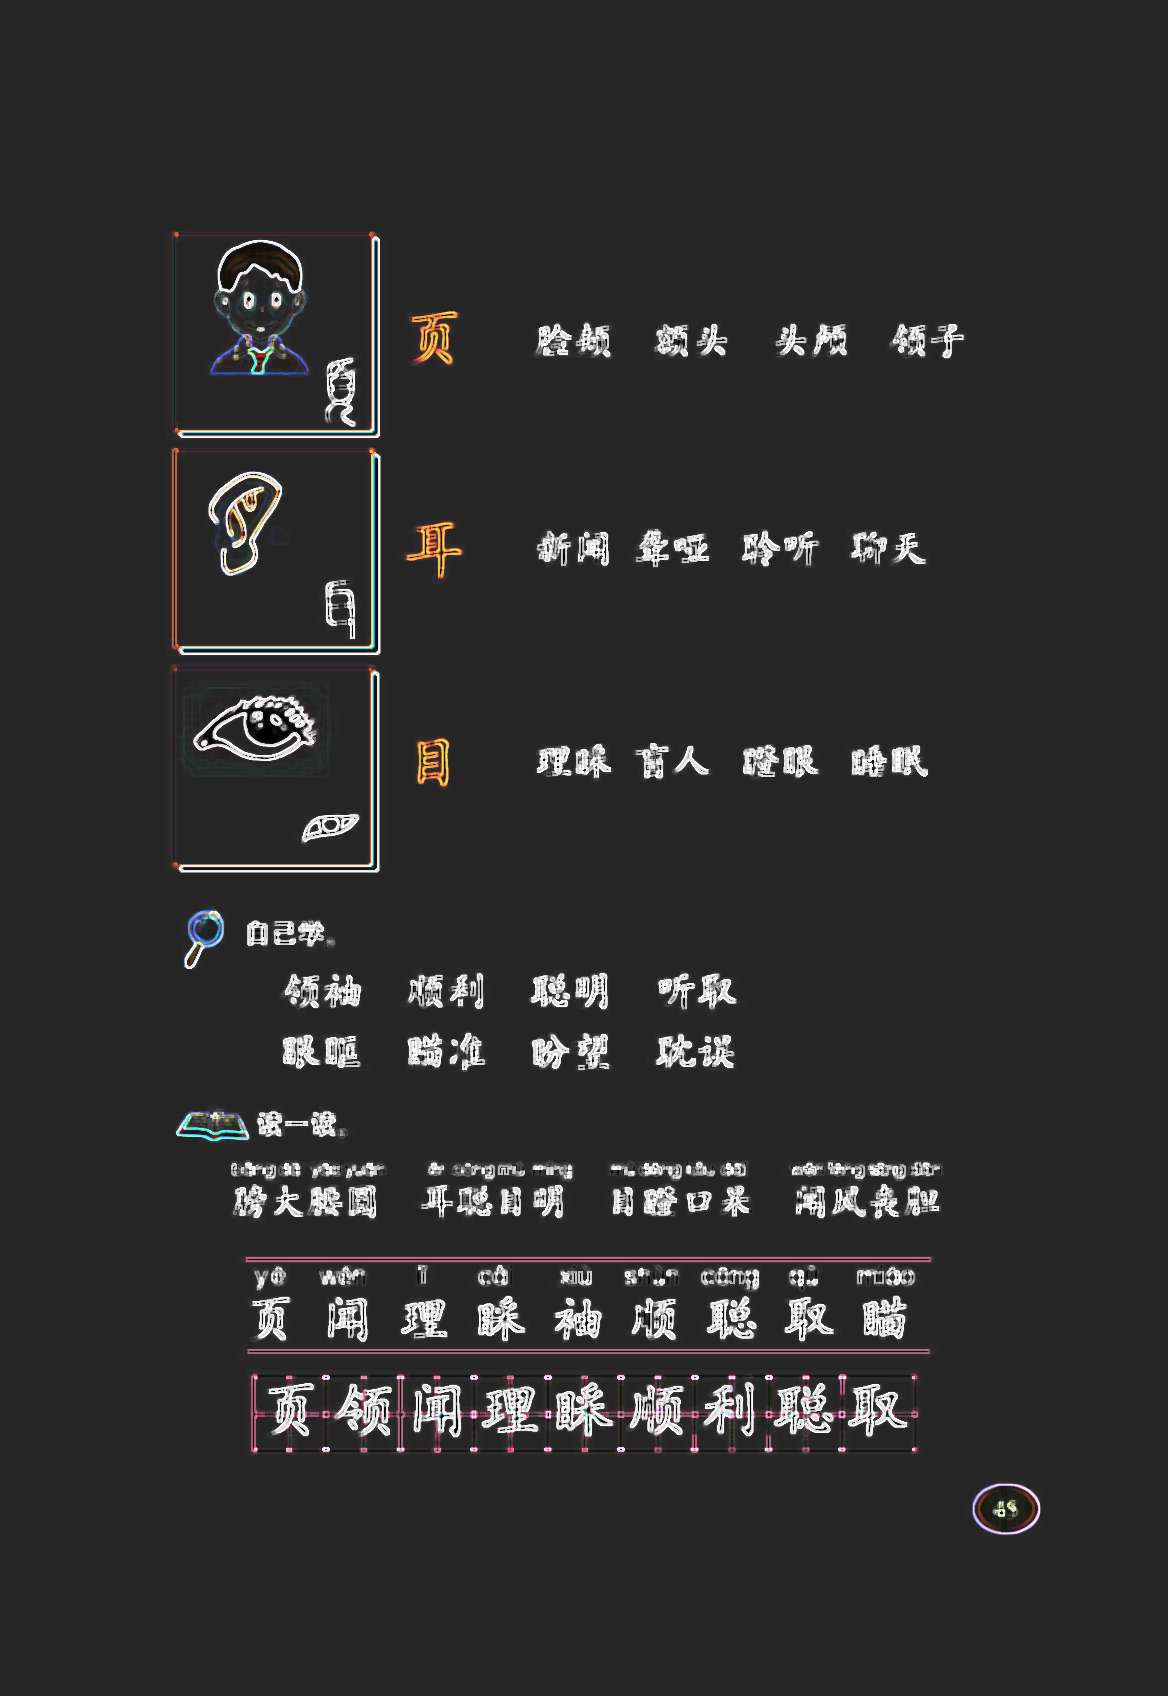 页 脸颊 额头 头颅 领子
耳 新闻 聋哑 聆听 聊天
目 理睬 盲人 瞪眼 睡眠
自己学。
领袖 顺利 聪明 听取
眼眶 瞄准 盼望 耽误
读一读。
膀大腰圆 耳聪目明 目瞪口呆 闻风丧胆
yè wén lǐ cǎi xiù shùn cōng qǔ miáo
页 闻 理 睬 袖 顺 聪 取 瞄
页 领 闻 理 睬 顺 利 聪 取